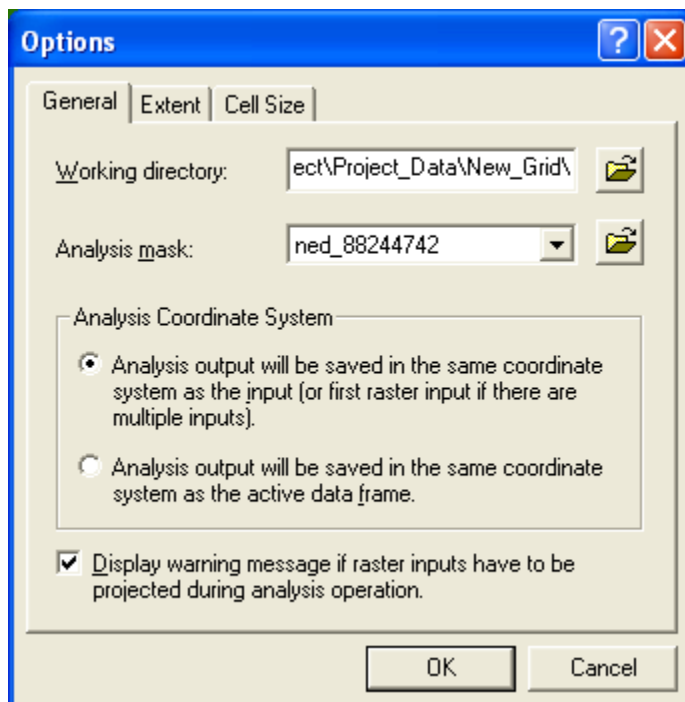 Options
General Extent Cell Size
Working directory: ect\Project_Data\New_Grid\
Analysis mask: ned_88244742
Analysis Coordinate System
Analysis output will be saved in the same coordinate
system as the input (or first raster input if there are
multiple inputs).
Analysis output will be saved in the same coordinate
system as the active data frame.
Display warning message if raster inputs have to be
projected during analysis operation.
OK Cancel